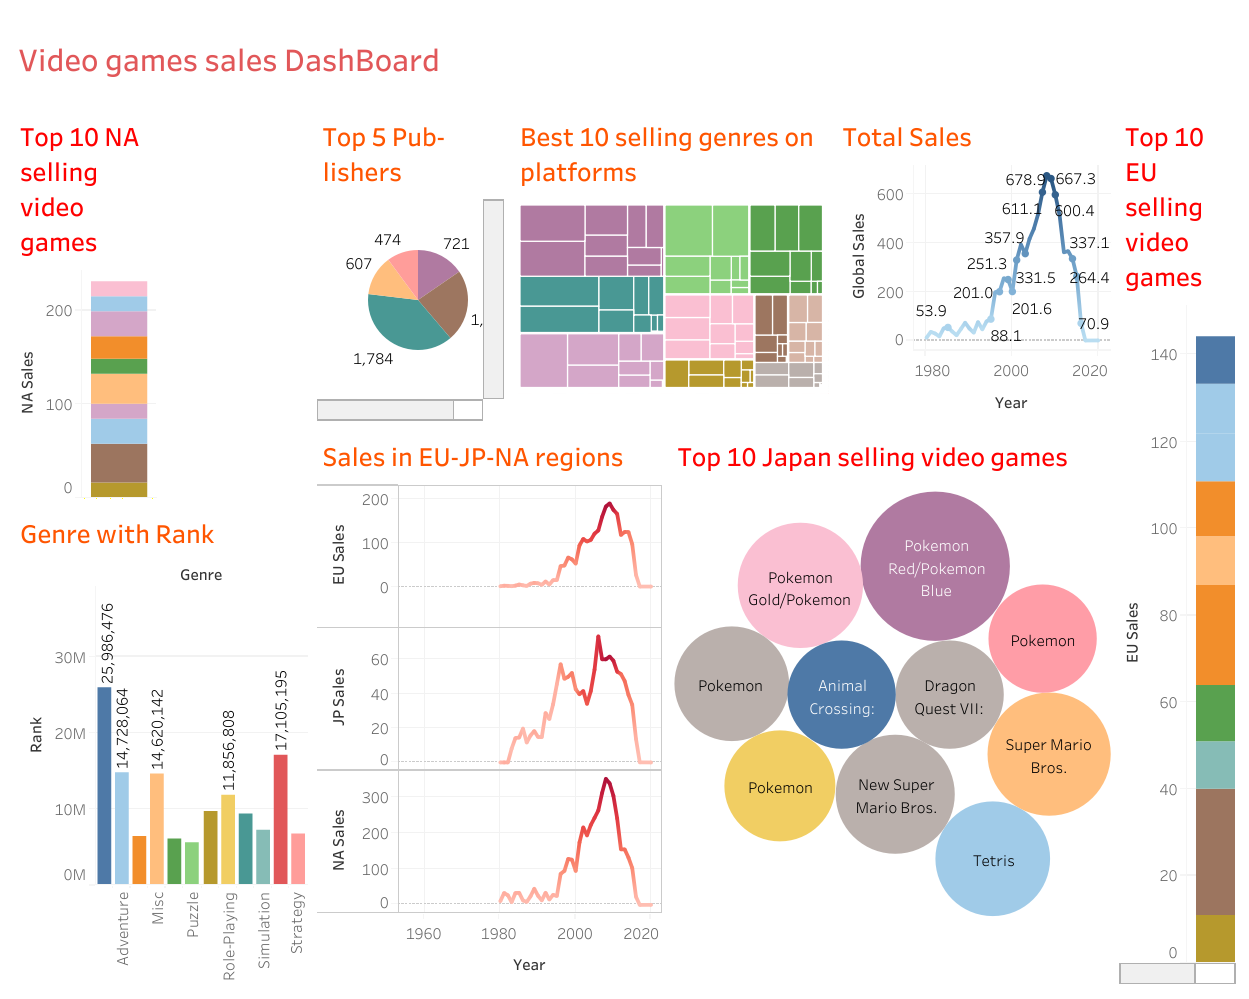 Video games sales DashBoard
Top 10 NA
selling
video
games
200
100
0
NA Sales
Top 5 Pub-
lishers
474
721
607
1,
1,784
Best 10 selling genres on
platforms
Total Sales
Global Sales
600
400
200
0
678.9
667.3
611.1
600.4
357.9
337.1
251.3
331.5
264.4
201.0
201.6
53.9
88.1
70.9
1980
2000
2020
Year
Top 10
EU
selling
video
games
EU Sales
140
120
100
80
60
40
20
0
Genre with Rank
Genre
Rank
30M
20M
10M
0M
25,986,476
14,728,064
14,620,142
11,856,808
17,105,195
Adventure
Misc
Puzzle
Role-Playing
Simulation
Strategy
Sales in EU-JP-NA regions
EU Sales
200
100
0
JP Sales
60
40
20
0
NA Sales
300
200
100
0
1960
1980
2000
2020
Year
Top 10 Japan selling video games
Pokemon
Red/Pokemon
Blue
Pokemon
Gold/Pokemon
Pokemon
Pokemon
Animal
Crossing:
Dragon
Quest VII:
Super Mario
Bros.
Pokemon
New Super
Mario Bros.
Tetris